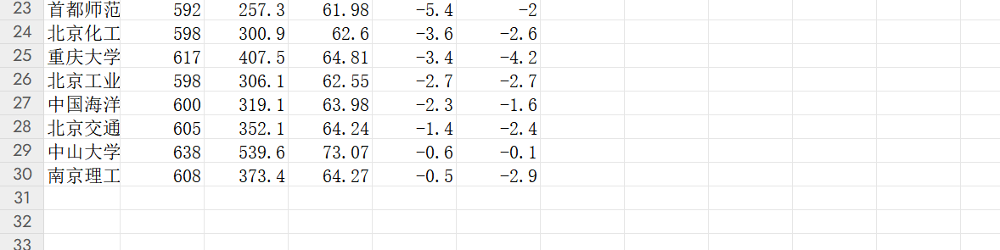 23 首都师范 592 257.3 61.98 -5.4 -2
24 北京化工 598 300.9 62.6 -3.6 -2.6
25 重庆大学 617 407.5 64.81 -3.4 -4.2
26 北京工业 598 306.1 62.55 -2.7 -2.7
27 中国海洋 600 319.1 63.98 -2.3 -1.6
28 北京交通 605 352.1 64.24 -1.4 -2.4
29 中山大学 638 539.6 73.07 -0.6 -0.1
30 南京理工 608 373.4 64.27 -0.5 -2.9
31
32
33